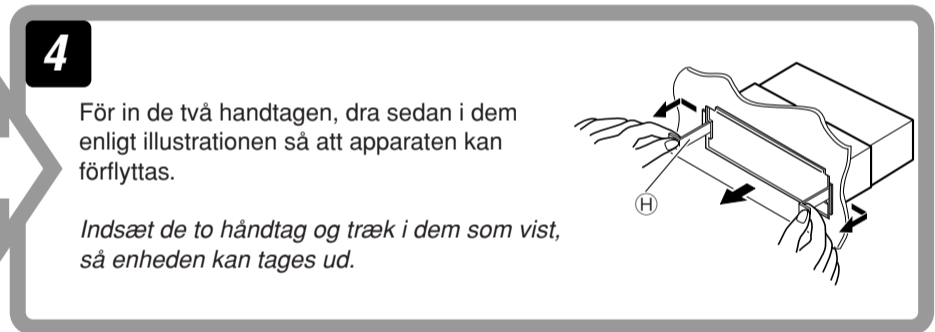 4
För in de två handtagen, dra sedan i dem
enligt illustrationen så att apparaten kan
förflyttas.
Indsæt de to håndtag og træk i dem som vist,
så enheden kan tages ud.
Ⓗ